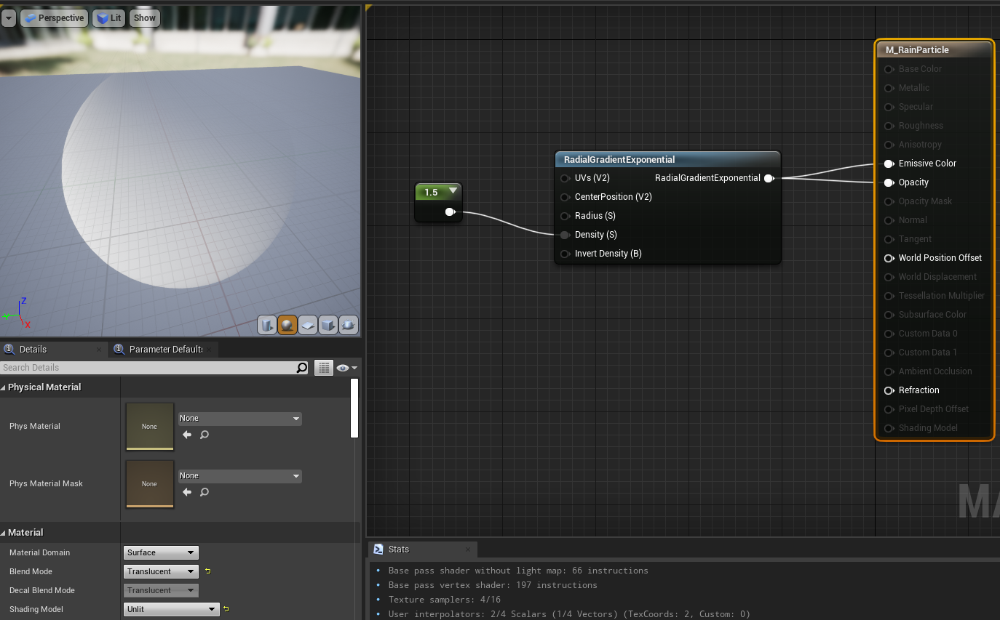 Perspective Lit Show
Z
Y
X
Details
Parameter Defaults
Search Details
Physical Material
Phys Material
None
None
Phys Material Mask
None
None
Material
Material Domain
Surface
Blend Mode
Translucent
Decal Blend Mode
Translucent
Shading Model
Unlit
1.5
RadialGradientExponential
UVs (V2)
RadialGradientExponential
CenterPosition (V2)
Radius (S)
Density (S)
Invert Density (B)
M_RainParticle
Base Color
Metallic
Specular
Roughness
Anisotropy
Emissive Color
Opacity
Opacity Mask
Normal
Tangent
World Position Offset
World Displacement
Tessellation Multiplier
Subsurface Color
Custom Data 0
Custom Data 1
Ambient Occlusion
Refraction
Pixel Depth Offset
Shading Model
MA
Stats
Base pass shader without light map: 66 instructions
Base pass vertex shader: 197 instructions
Texture samplers: 4/16
User interpolators: 2/4 Scalars (1/4 Vectors) (TexCoords: 2, Custom: 0)